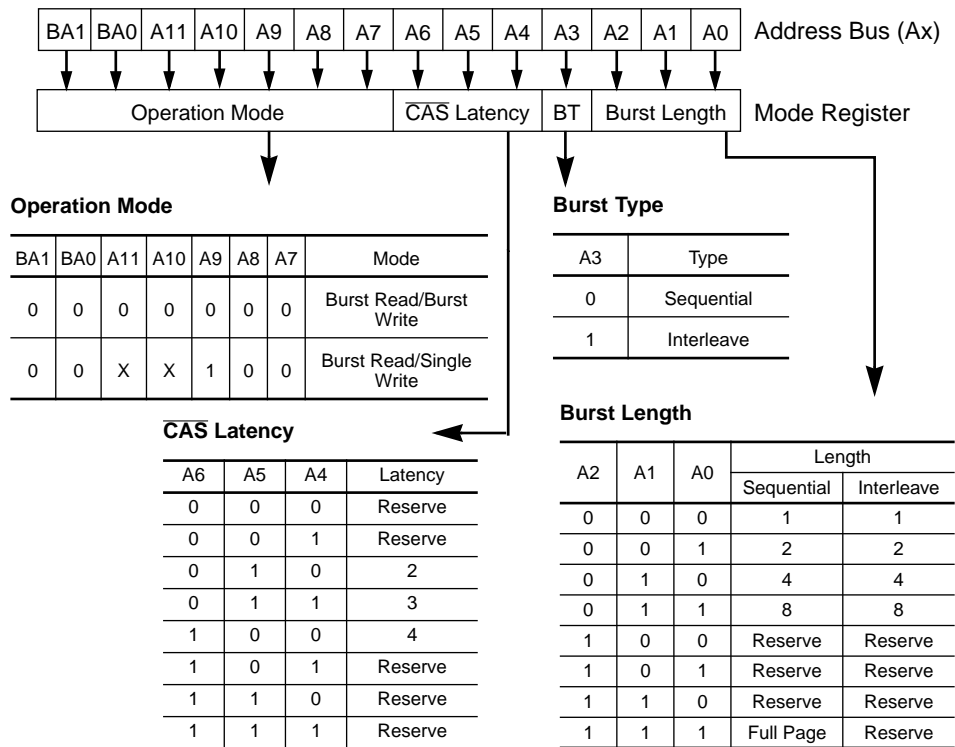 BA1 BA0 A11 A10 A9 A8 A7 A6 A5 A4 A3 A2 A1 A0 Address Bus (Ax)
Operation Mode CAS Latency BT Burst Length Mode Register
Operation Mode
BA1 BA0 A11 A10 A9 A8 A7 Mode
0 0 0 0 0 0 0 Burst Read/Burst
Write
0 0 X X 1 0 0 Burst Read/Single
Write
Burst Type
A3 Type
0 Sequential
1 Interleave
CAS Latency
A6 A5 A4 Latency
0 0 0 Reserve
0 0 1 Reserve
0 1 0 2
0 1 1 3
1 0 0 4
1 0 1 Reserve
1 1 0 Reserve
1 1 1 Reserve
Burst Length
A2 A1 A0 Length
Sequential Interleave
0 0 0 1 1
0 0 1 2 2
0 1 0 4 4
0 1 1 8 8
1 0 0 Reserve Reserve
1 0 1 Reserve Reserve
1 1 0 Reserve Reserve
1 1 1 Full Page Reserve